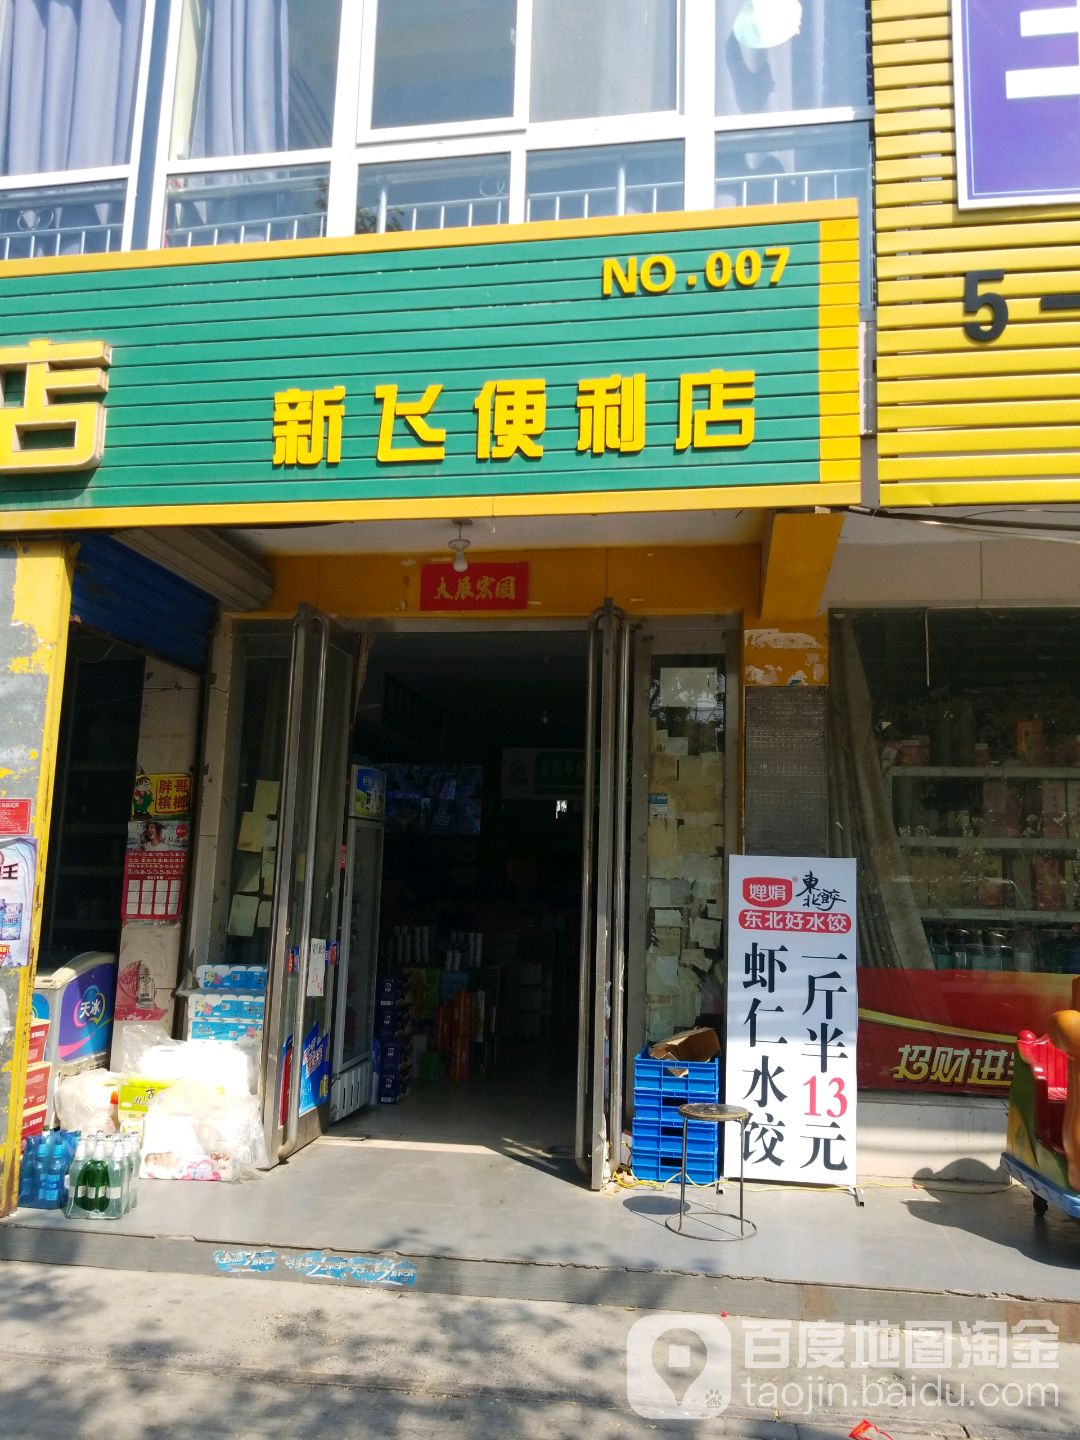 NO.007
店
新飞便利店
5
大展宏图
胖哥
槟榔
天冰
婵娟
東北餃
东北好水饺
一斤半13元
虾仁水饺
招财进
百度地图淘金
taojin.baidu.com